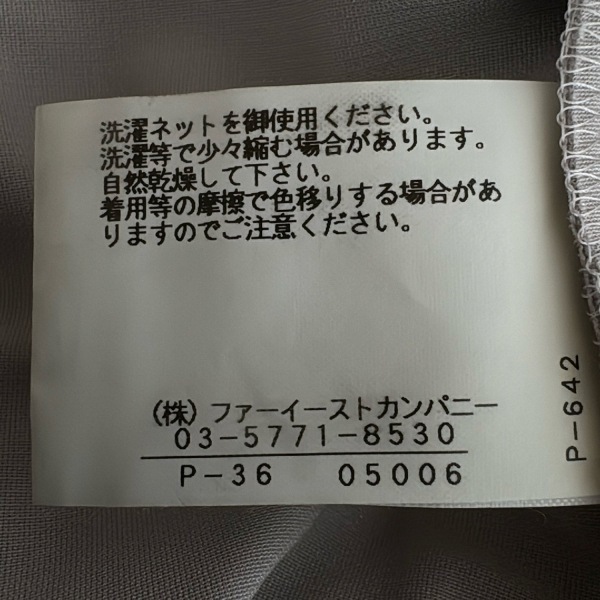 洗濯ネットを御使用ください。
洗濯等で少々縮む場合があります。
自然乾燥して下さい。
着用等の摩擦で色移りする場合があ
りますのでご注意ください。
(株)ファーイーストカンパニー
03-5771-8530
P-36 05006
P-642